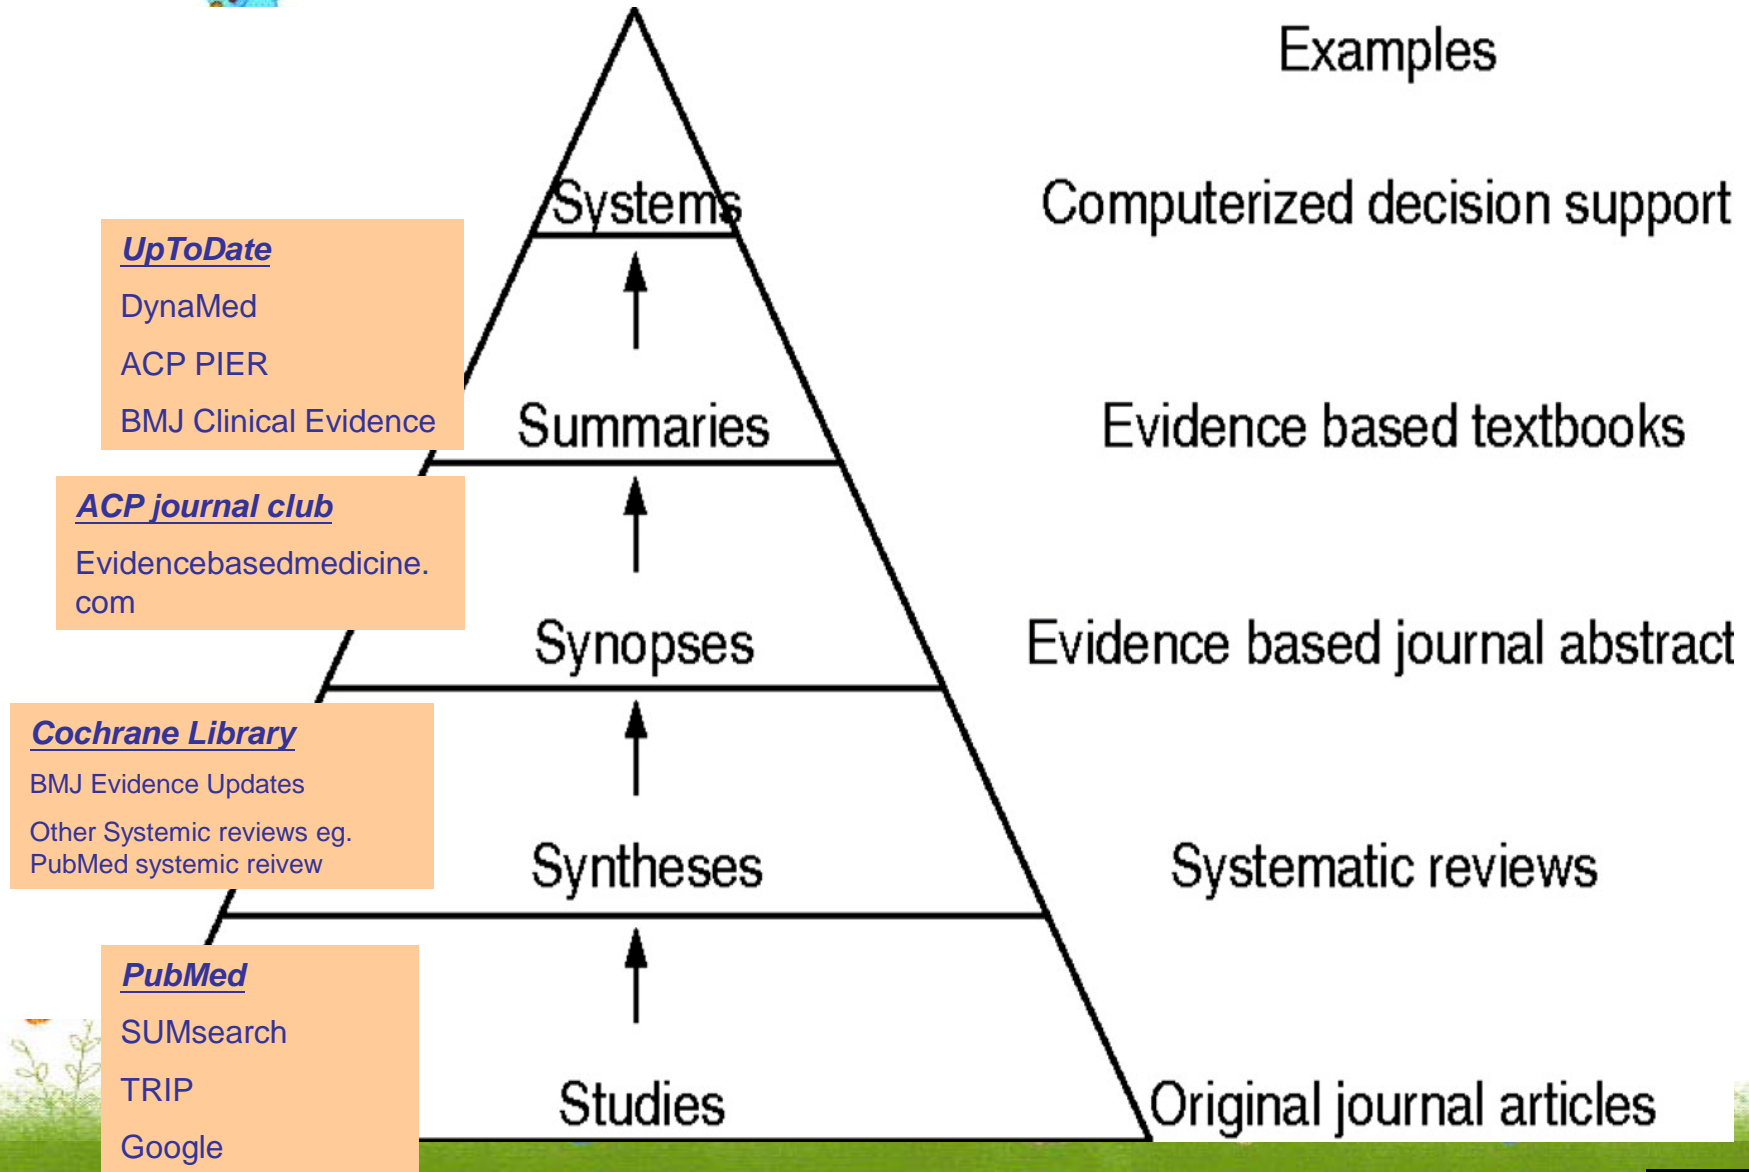 Examples
Systems
Computerized decision support
UpToDate
DynaMed
ACP PIER
BMJ Clinical Evidence
Summaries
Evidence based textbooks
ACP journal club
Evidencebasedmedicine.
com
Synopses
Evidence based journal abstract
Cochrane Library
BMJ Evidence Updates
Other Systemic reviews eg.
PubMed systemic reivew
Syntheses
Systematic reviews
PubMed
SUMsearch
TRIP
Google
Studies
Original journal articles